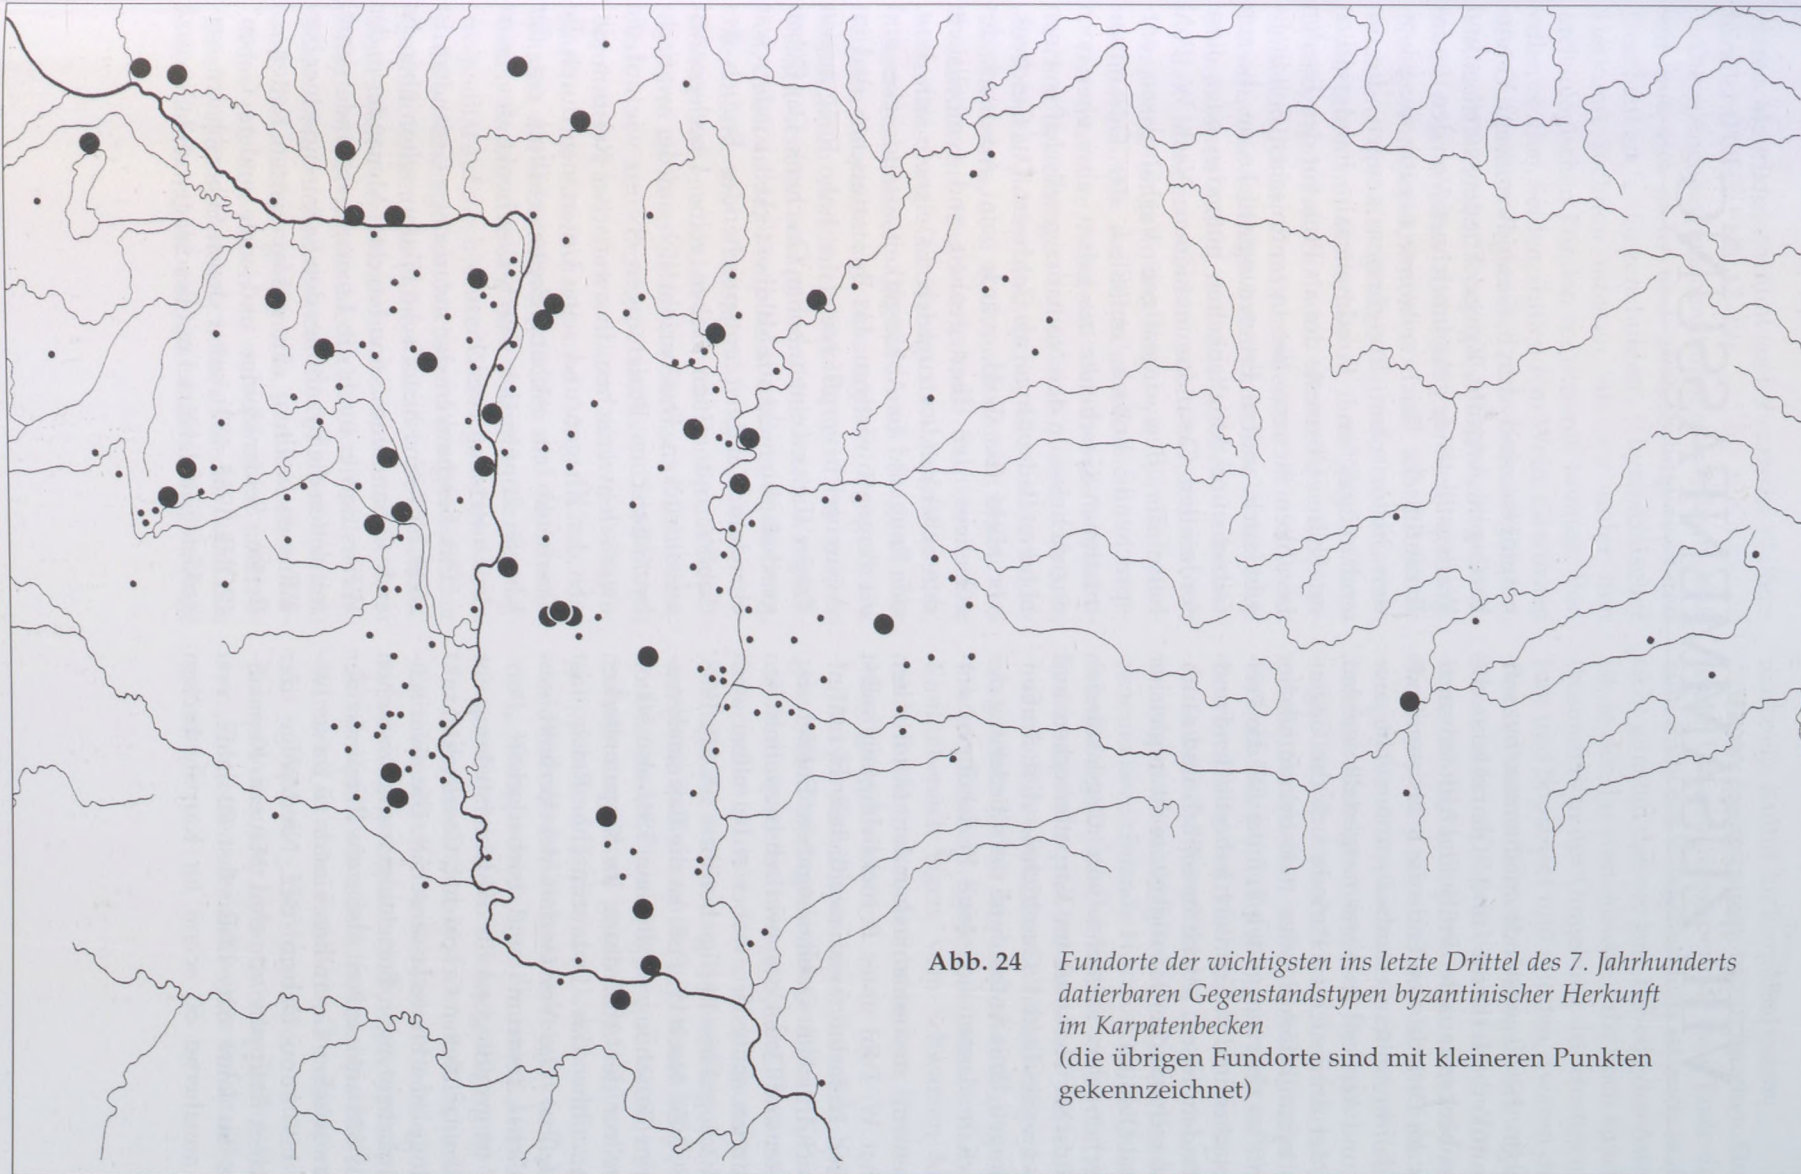 Abb. 24 Fundorte der wichtigsten ins letzte Drittel des 7. Jahrhunderts
datierbaren Gegenstandstypen byzantinischer Herkunft
im Karpatenbecken
(die übrigen Fundorte sind mit kleineren Punkten
gekennzeichnet)